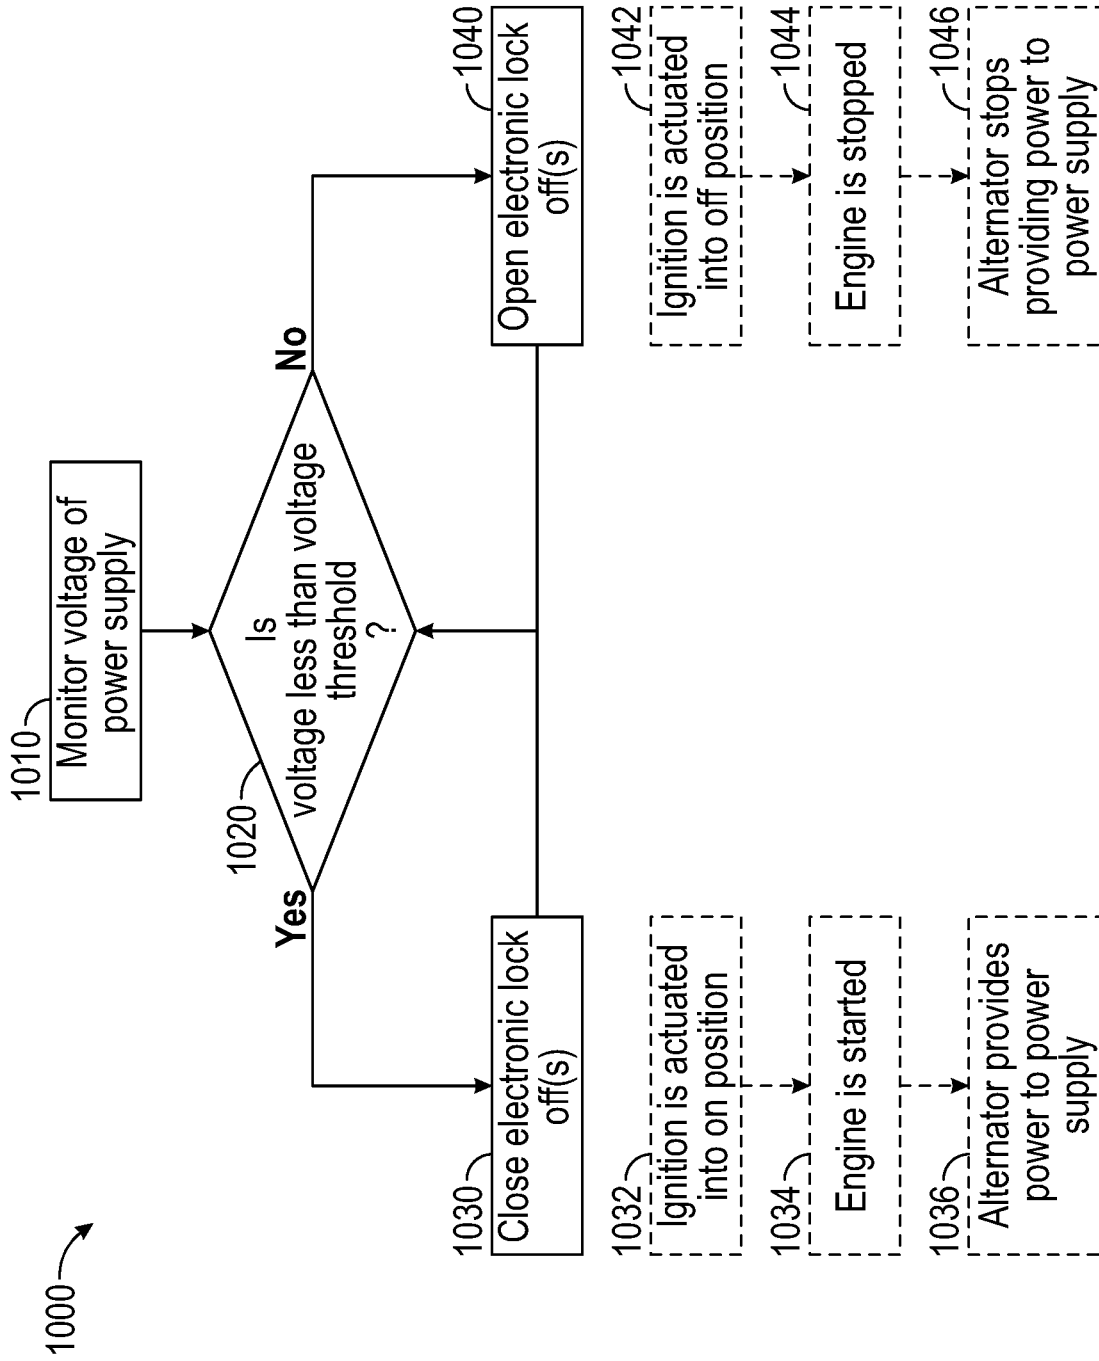 1000
1010
Monitor voltage of
power supply
1020
Is
voltage less than voltage
threshold
?
Yes
No
1030
Close electronic lock
off(s)
1040
Open electronic lock
off(s)
1032
Ignition is actuated
into on position
1042
Ignition is actuated
into off position
1034
Engine is started
1044
Engine is stopped
1036
Alternator provides
power to power
supply
1046
Alternator stops
providing power to
power supply